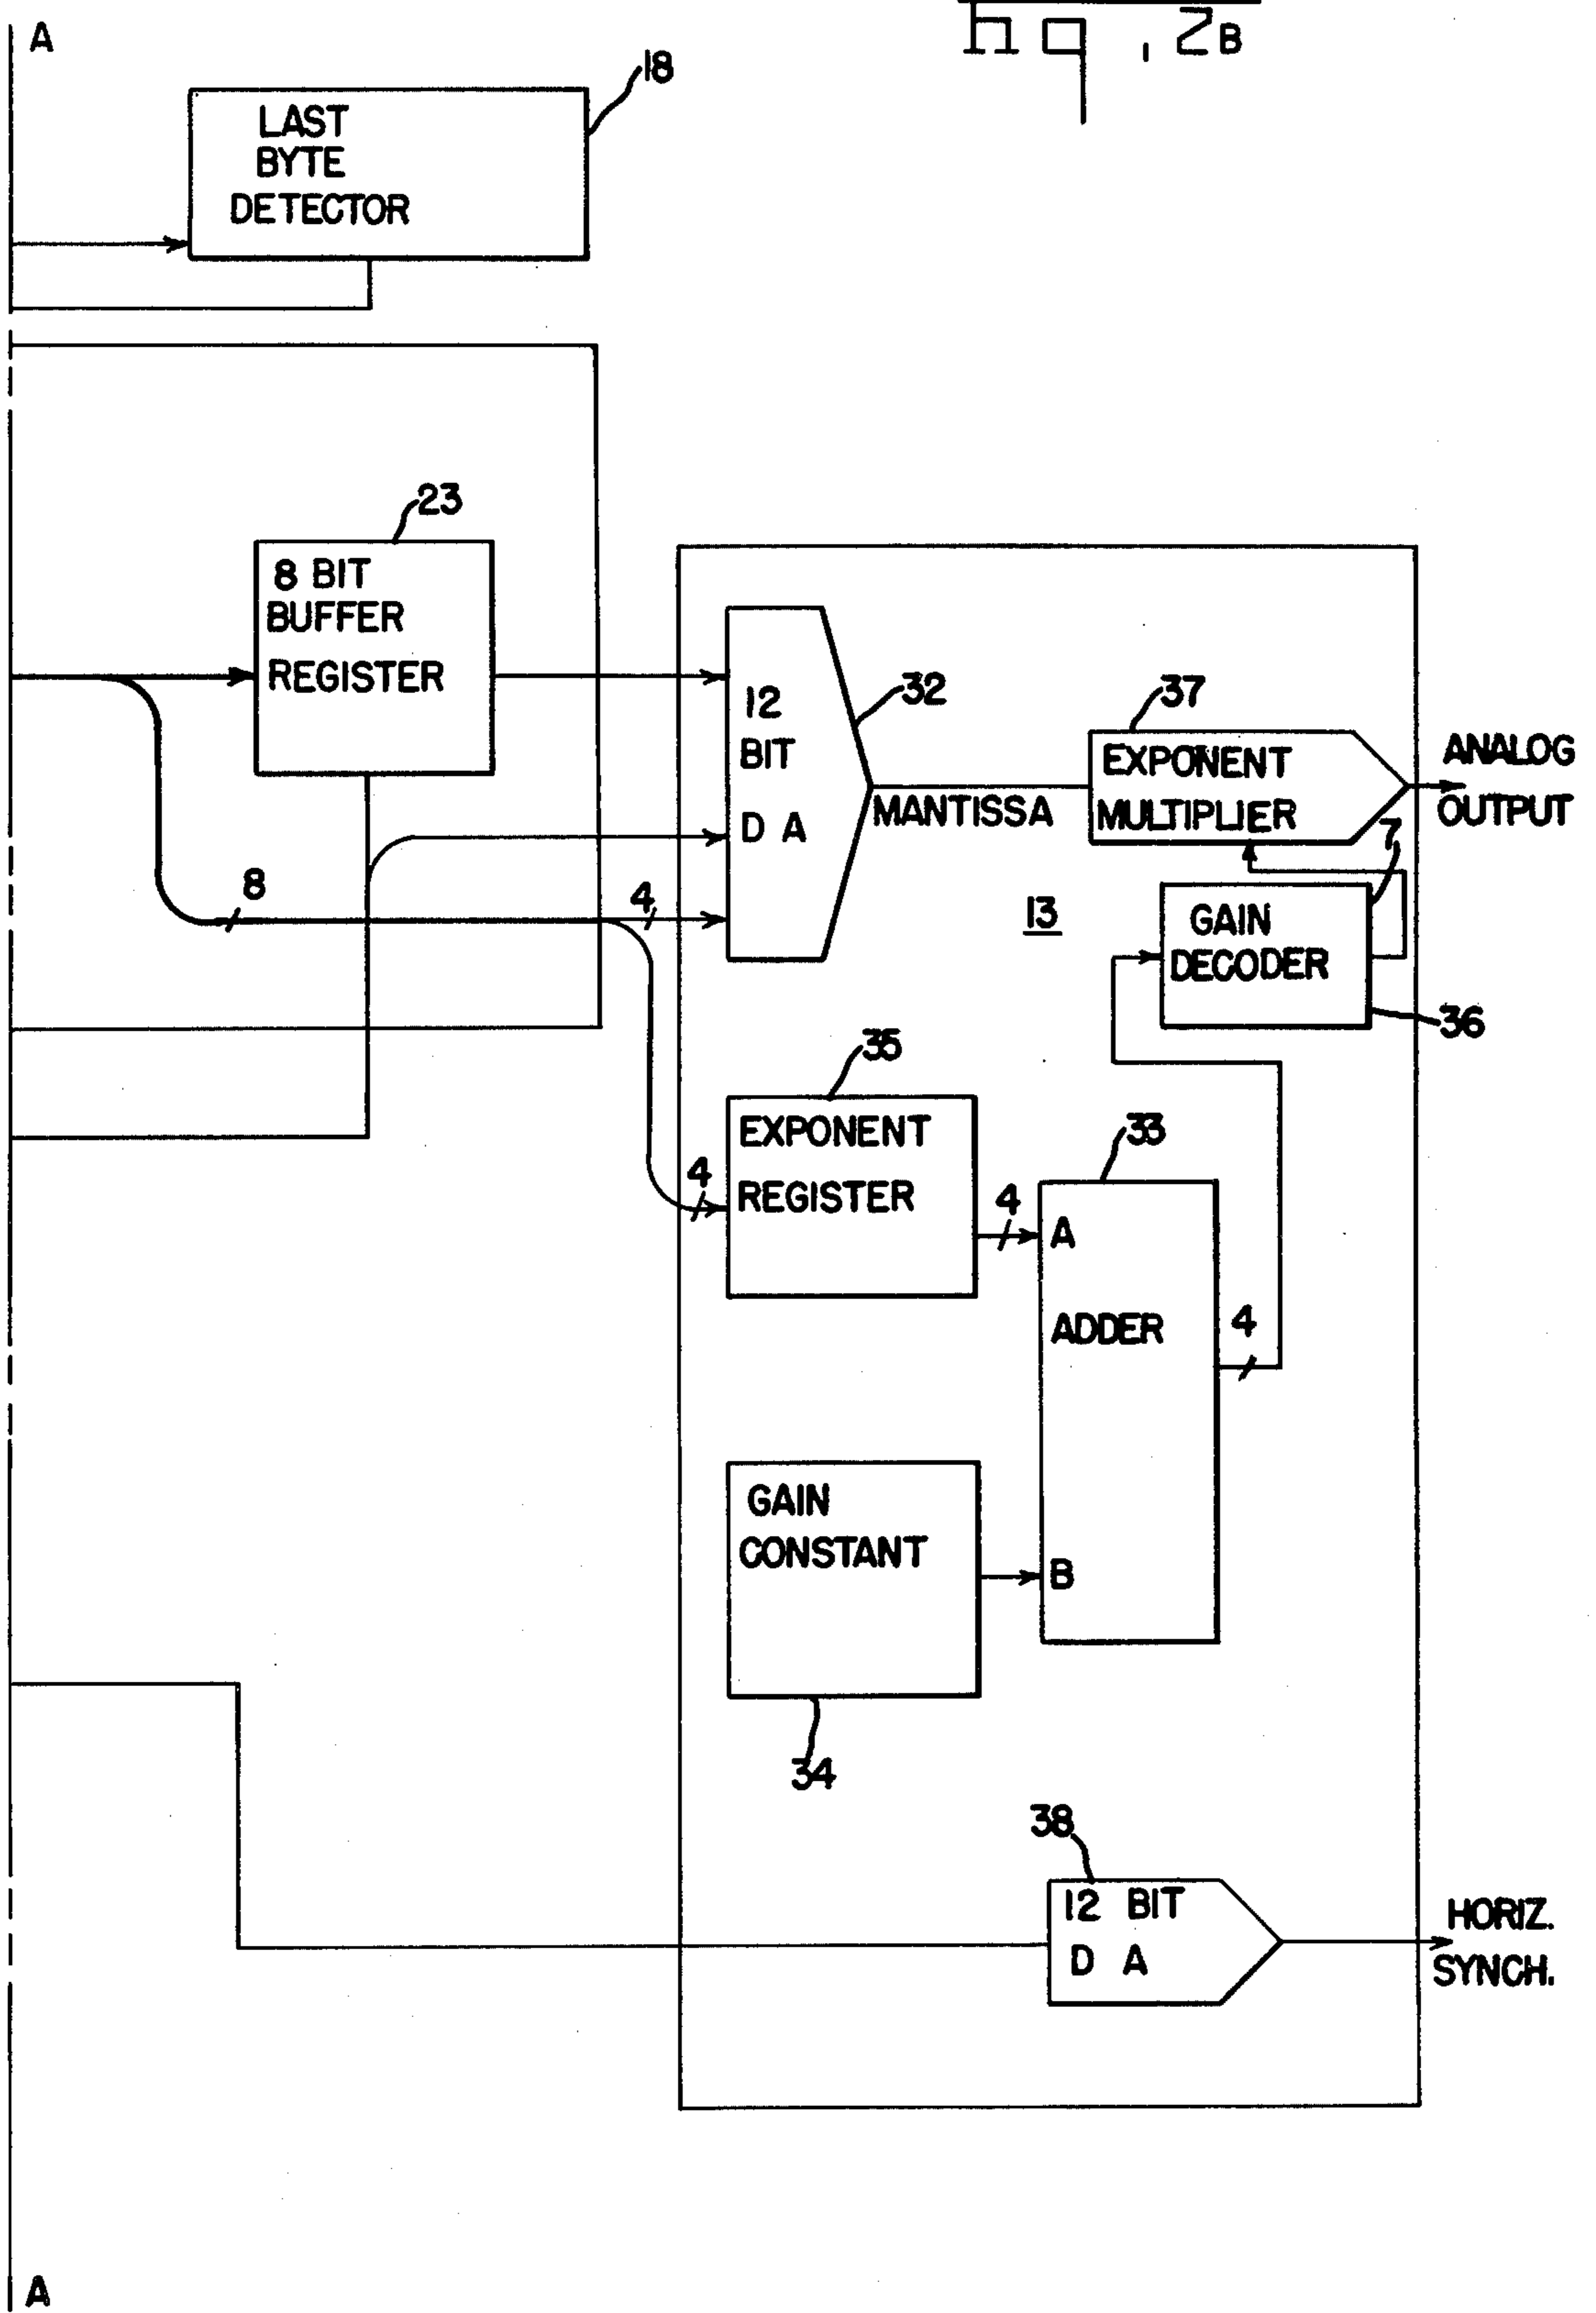 A
Fig. 2B
18
LAST
BYTE
DETECTOR
23
8 BIT
BUFFER
REGISTER
12
BIT
D A
32
MANTISSA
37
EXPONENT
MULTIPLIER
ANALOG
OUTPUT
7
8
4
13
GAIN
DECODER
36
35
EXPONENT
REGISTER
4
4
33
A
ADDER
B
4
GAIN
CONSTANT
34
38
12 BIT
D A
HORIZ.
SYNCH.
A